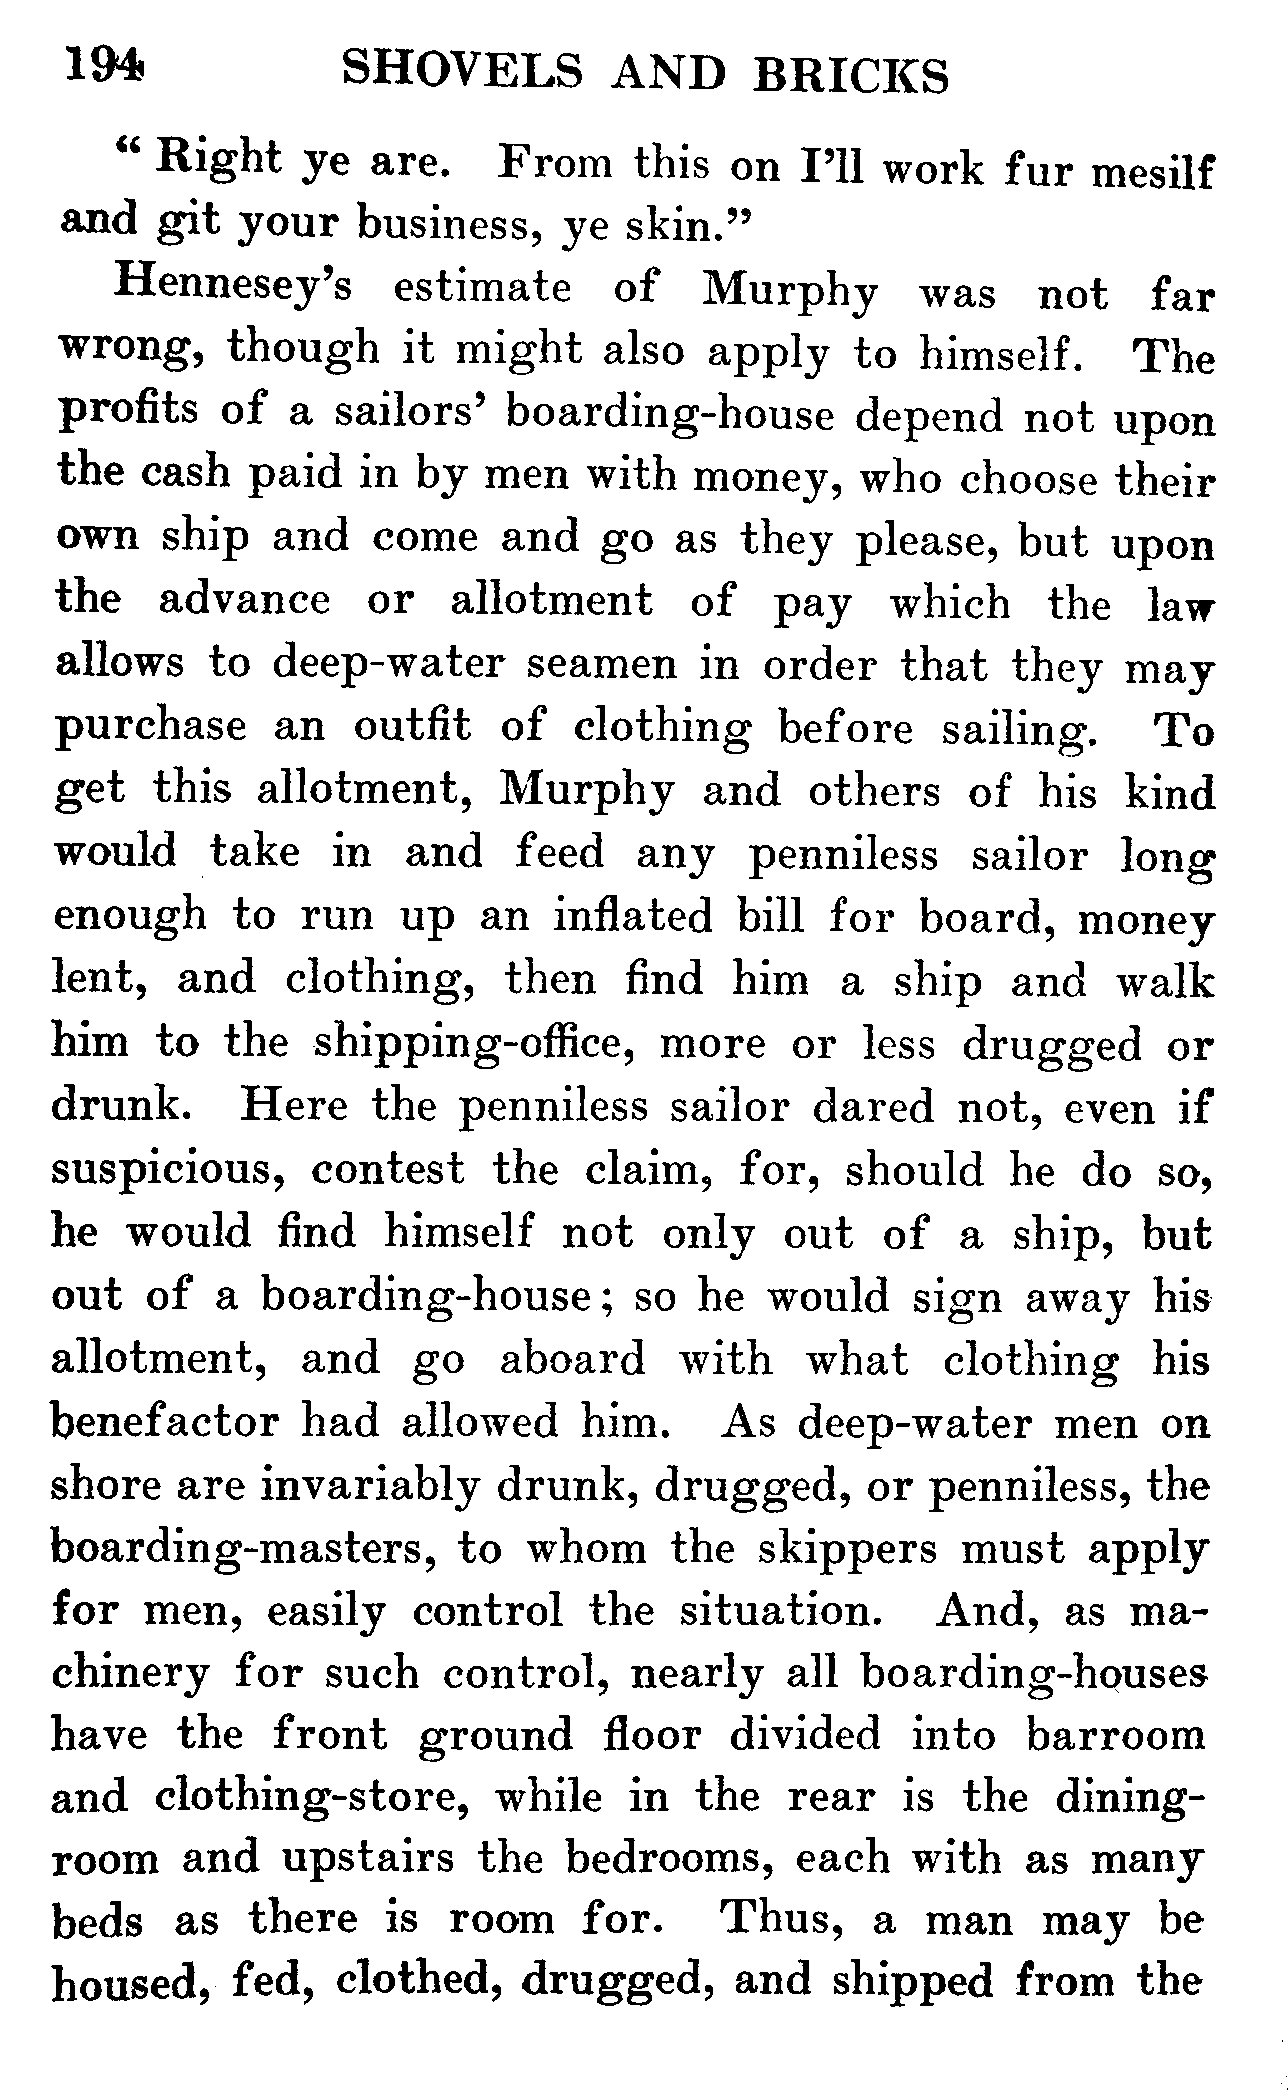 194 SHOVELS AND BRICKS
“ Right ye are. From this on I’ll work fur mesilf
and git your business, ye skin.”
Hennesey’s estimate of Murphy was not far
wrong, though it might also apply to himself. The
profits of a sailors’ boarding-house depend not upon
the cash paid in by men with money, who choose their
own ship and come and go as they please, but upon
the advance or allotment of pay which the law
allows to deep-water seamen in order that they may
purchase an outfit of clothing before sailing. To
get this allotment, Murphy and others of his kind
would take in and feed any penniless sailor long
enough to run up an inflated bill for board, money
lent, and clothing, then find him a ship and walk
him to the shipping-office, more or less drugged or
drunk. Here the penniless sailor dared not, even if
suspicious, contest the claim, for, should he do so,
he would find himself not only out of a ship, but
out of a boarding-house; so he would sign away his
allotment, and go aboard with what clothing his
benefactor had allowed him. As deep-water men on
shore are invariably drunk, drugged, or penniless, the
boarding-masters, to whom the skippers must apply
for men, easily control the situation. And, as ma-
chinery for such control, nearly all boarding-houses
have the front ground floor divided into barroom
and clothing-store, while in the rear is the dining-
room and upstairs the bedrooms, each with as many
beds as there is room for. Thus, a man may be
housed, fed, clothed, drugged, and shipped from the